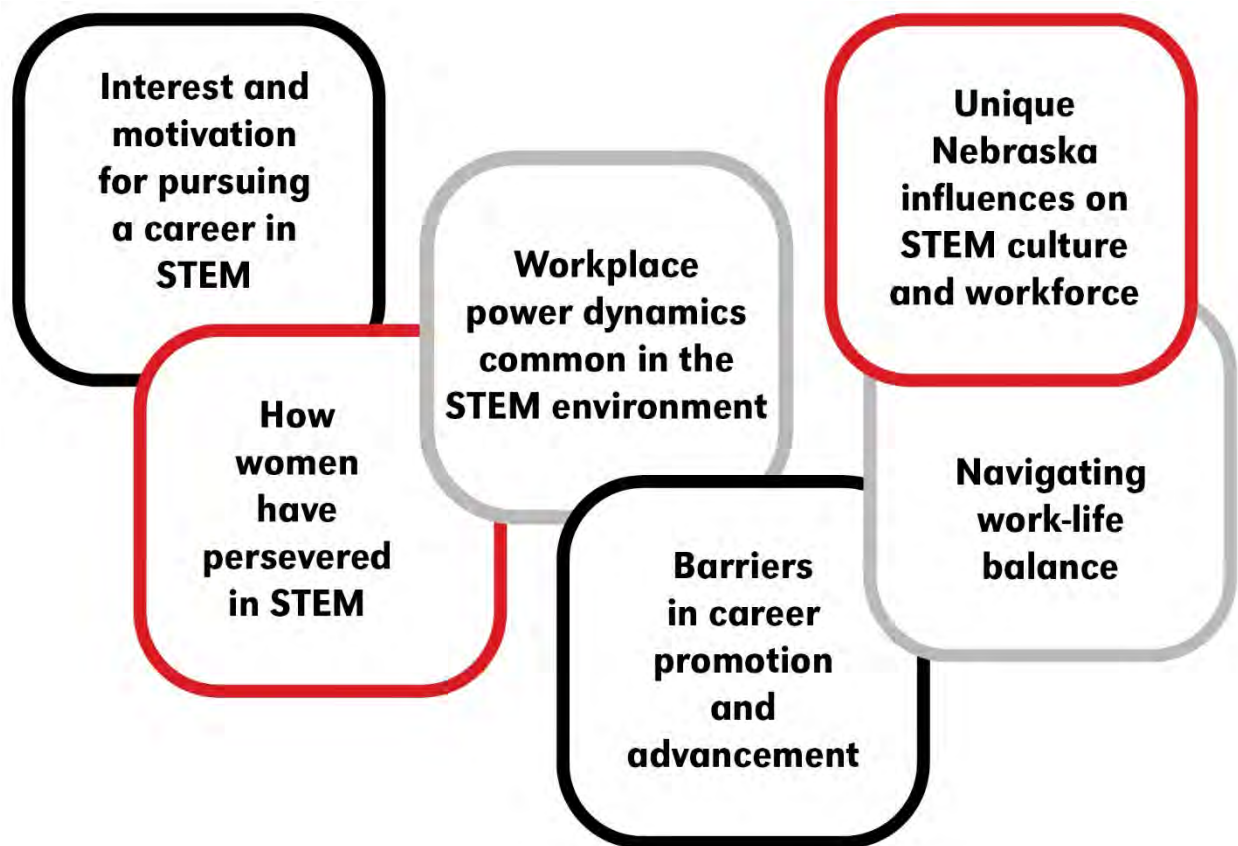 Interest and
motivation
for pursuing
a career in
STEM
How
women
have
persevered
in STEM
Workplace
power dynamics
common in the
STEM environment
Barriers
in career
promotion
and
advancement
Unique
Nebraska
influences on
STEM culture
and workforce
Navigating
work-life
balance